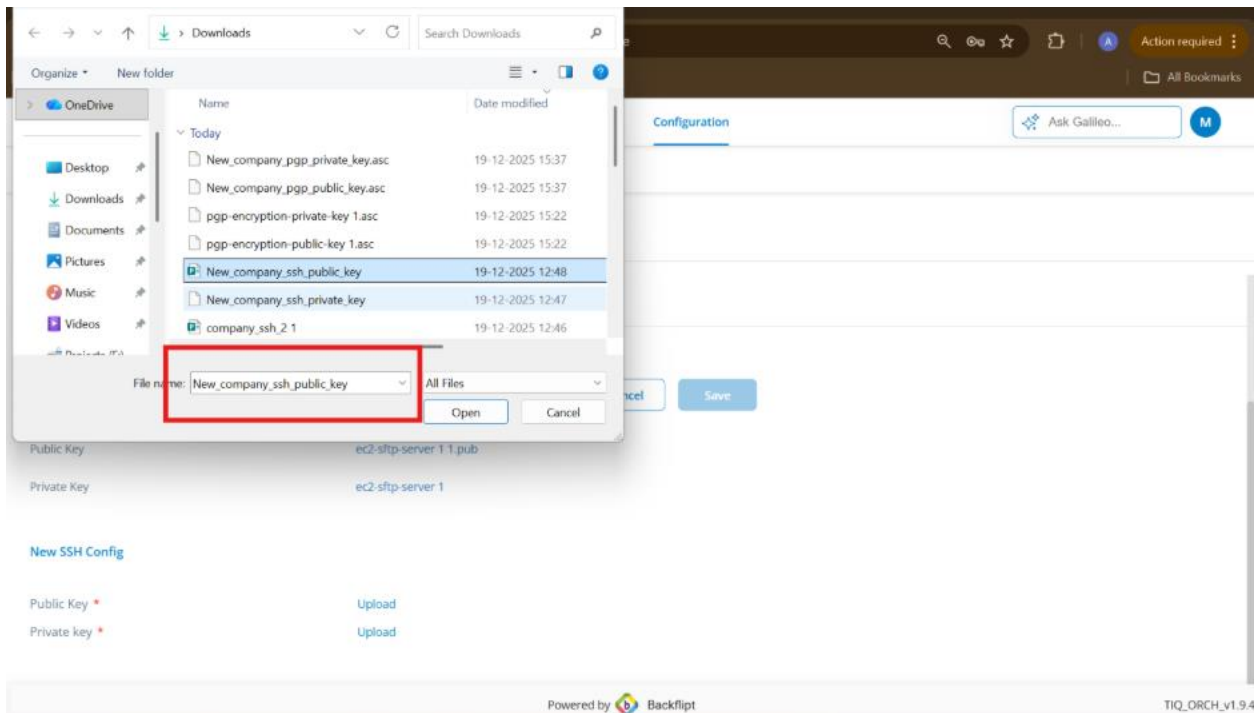 Downloads
Search Downloads
Action required
Organize
New folder
All Bookmarks
OneDrive
Name
Date modified
Configuration
Ask Galileo...
M
A
Today
Desktop
New_company_pgp_private_key.asc 19-12-2025 15:37
Downloads
New_company_pgp_public_key.asc 19-12-2025 15:37
Documents
pgp-encryption-private-key 1.asc 19-12-2025 15:22
pgp-encryption-public-key 1.asc 19-12-2025 15:22
Pictures
New_company_ssh_public_key 19-12-2025 12:48
Music
New_company_ssh_private_key 19-12-2025 12:47
Videos
company_ssh_2 1 19-12-2025 12:46
File name: New_company_ssh_public_key
All Files
Open
Cancel
Save
Public Key ec2-sftp-server 1 1.pub
Private Key ec2-sftp-server 1
New SSH Config
Public Key * Upload
Private key * Upload
Powered by Backflipt
TIQ_ORCH_v1.9.4